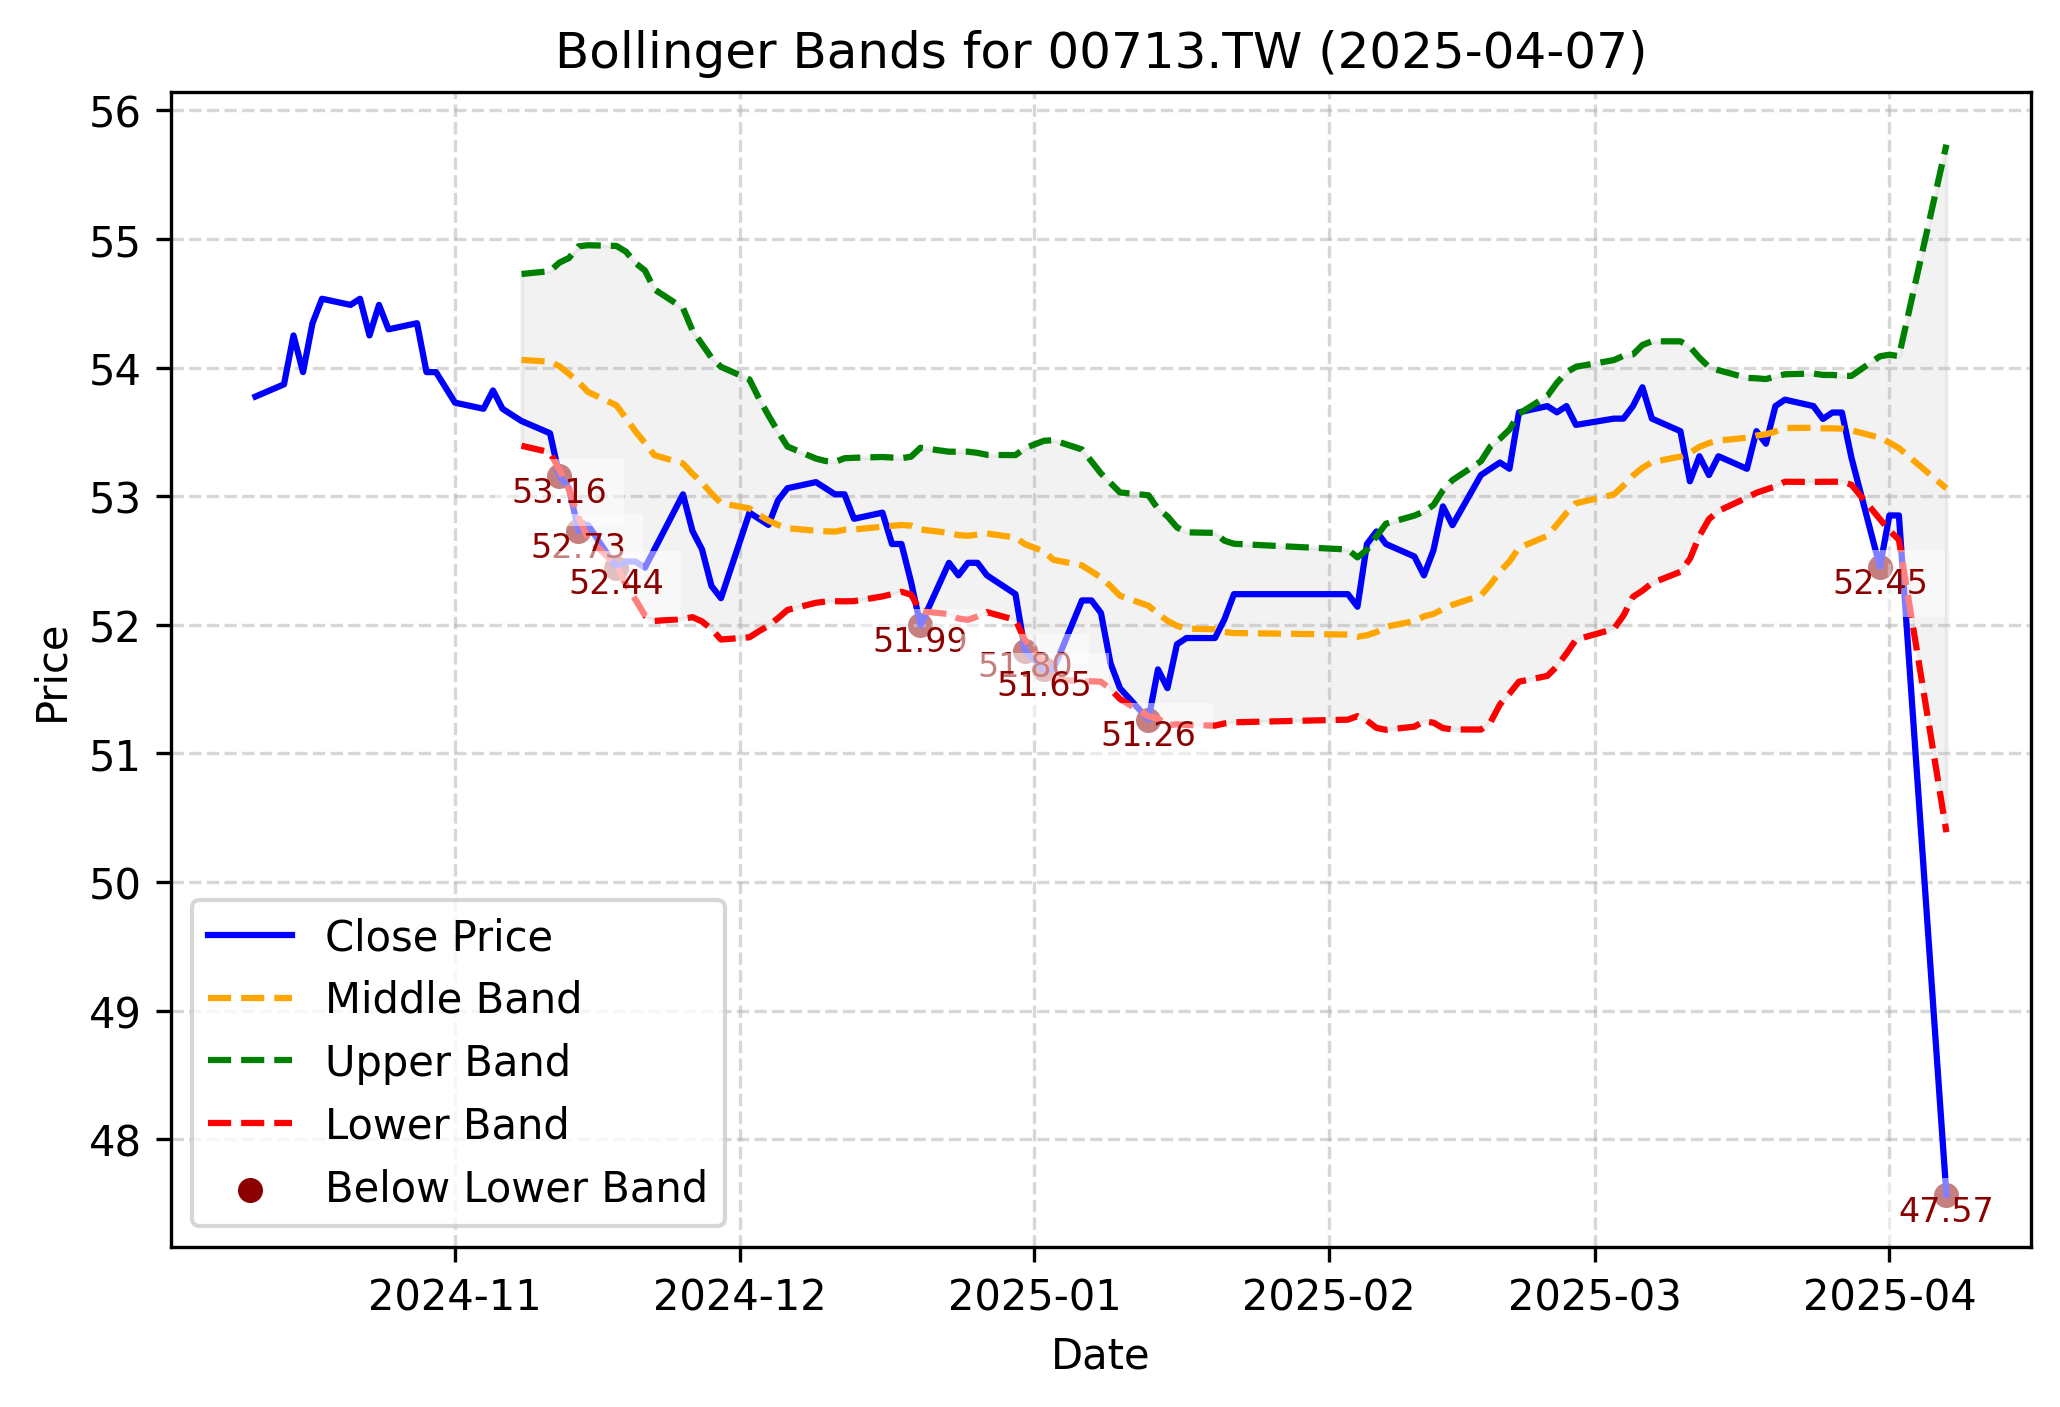 Bollinger Bands for 00713.TW (2025-04-07)
56
55
54
53
52
51
50
49
48
Price
53.16
52.73
52.44
51.99
51.80
51.65
51.26
52.45
47.57
Close Price
Middle Band
Upper Band
Lower Band
Below Lower Band
2024-11 2024-12 2025-01 2025-02 2025-03 2025-04
Date